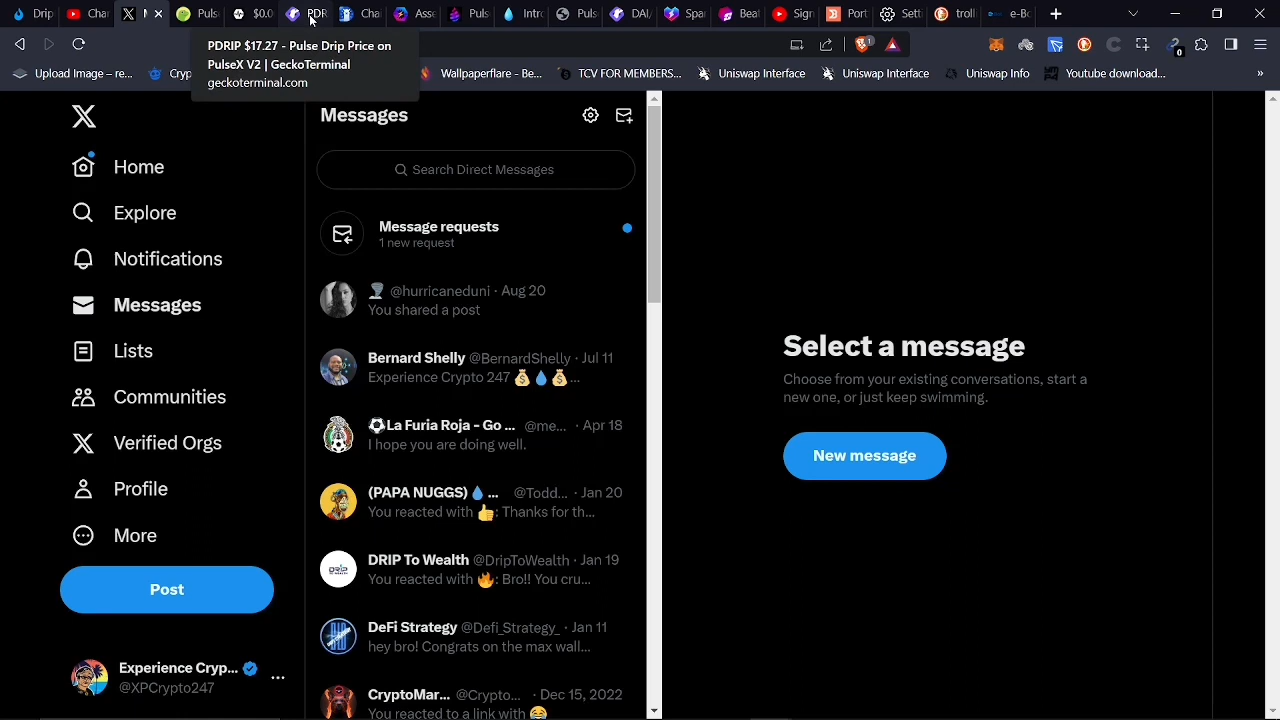 Drip
Char
Puls
$0.0
PDR
Cha
Asse
Puls
Intro
Puls
DAI,
Spar
Beat
Sign
Port
Sett
troll
e-Bo
PDRIP $17.27 - Pulse Drip Price on
PulseX V2 | GeckoTerminal
geckoterminal.com
1
0
Upload Image - re...
Cryp
Wallpaperflare - Be...
TCV FOR MEMBERS...
Uniswap Interface
Uniswap Interface
Uniswap Info
Youtube download...
»
Home
Explore
Notifications
Messages
Lists
Communities
Verified Orgs
Profile
More
Post
Experience Cryp...
@XPCrypto247
Messages
Search Direct Messages
Message requests
1 new request
@hurricaneduni · Aug 20
You shared a post
Bernard Shelly @BernardShelly · Jul 11
Experience Crypto 247 💰💧💰...
⚽La Furia Roja - Go ... @me... · Apr 18
I hope you are doing well.
(PAPA NUGGS) 💧 ... @Todd... · Jan 20
You reacted with 👍: Thanks for th...
DRIP To Wealth @DripToWealth · Jan 19
You reacted with 🔥: Bro!! You cru...
DeFi Strategy @Defi_Strategy_ · Jan 11
hey bro! Congrats on the max wall...
CryptoMar... @Crypto... · Dec 15, 2022
You reacted to a link with 😂
Select a message
Choose from your existing conversations, start a
new one, or just keep swimming.
New message